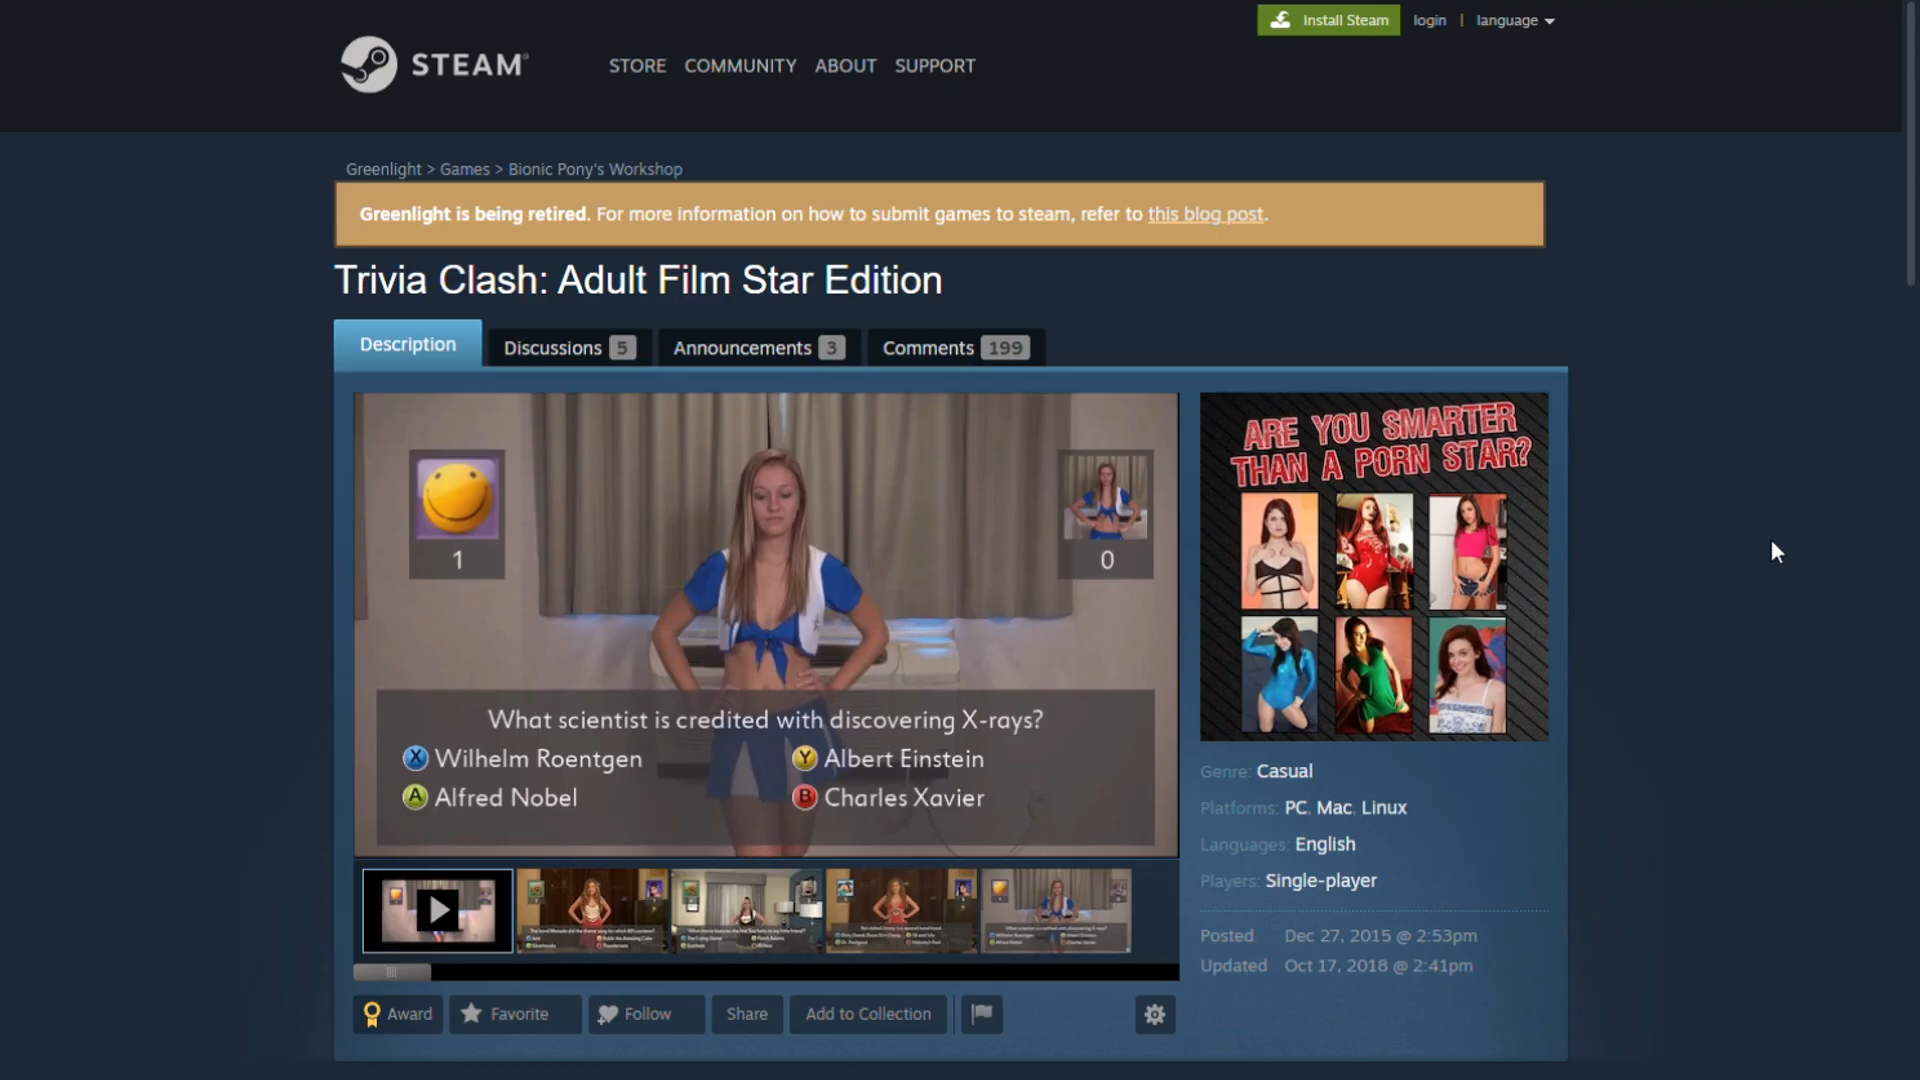 Install Steam login | language
STEAM®
STORE COMMUNITY ABOUT SUPPORT
Greenlight > Games > Bionic Pony's Workshop
Greenlight is being retired. For more information on how to submit games to steam, refer to this blog post.
Trivia Clash: Adult Film Star Edition
Description
Discussions 5
Announcements 3
Comments 199
1
0
What scientist is credited with discovering X-rays?
X Wilhelm Roentgen
Y Albert Einstein
A Alfred Nobel
B Charles Xavier
ARE YOU SMARTER
THAN A PORN STAR?
Genre: Casual
Platforms: PC, Mac, Linux
Languages: English
Players: Single-player
Posted Dec 27, 2015 @ 2:53pm
Updated Oct 17, 2018 @ 2:41pm
Award
Favorite
Follow
Share
Add to Collection